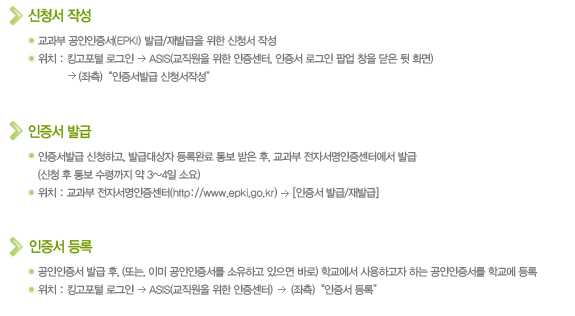 신청서 작성
교과부 공인인증서(EPKI) 발급/재발급을 위한 신청서 작성
위치 : 킹고포털 로그인 → ASIS(교직원을 위한 인증센터, 인증서 로그인 팝업 창을 닫은 뒷 화면)
→ (좌측) “인증서발급 신청서작성”
인증서 발급
인증서발급 신청하고, 발급대상자 등록완료 통보 받은 후, 교과부 전자서명인증센터에서 발급
(신청 후 통보 수령까지 약 3~4일 소요)
위치 : 교과부 전자서명인증센터(http://www.epki.go.kr) → [인증서 발급/재발급]
인증서 등록
공인인증서 발급 후, (또는, 이미 공인인증서를 소유하고 있으면 바로) 학교에서 사용하고자 하는 공인인증서를 학교에 등록
위치 : 킹고포털 로그인 → ASIS(교직원을 위한 인증센터) → (좌측) “인증서 등록”